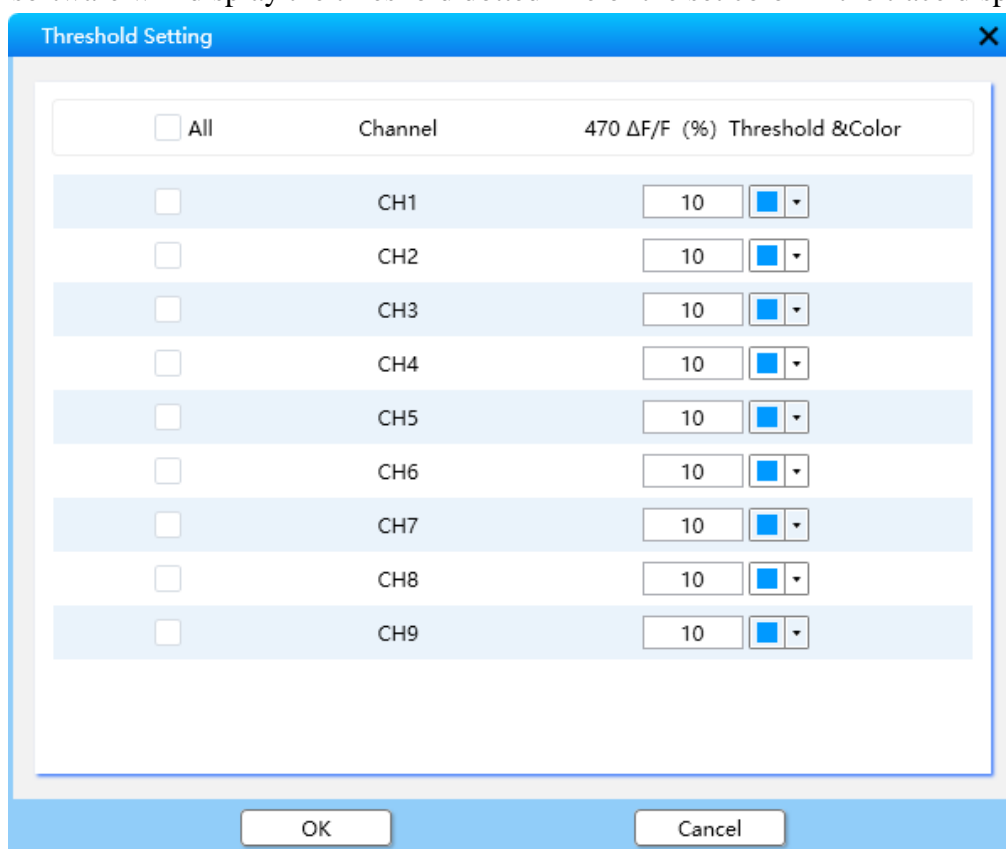 Threshold Setting
All Channel 470 ΔF/F (%) Threshold &Color
CH1 10
CH2 10
CH3 10
CH4 10
CH5 10
CH6 10
CH7 10
CH8 10
CH9 10
OK Cancel